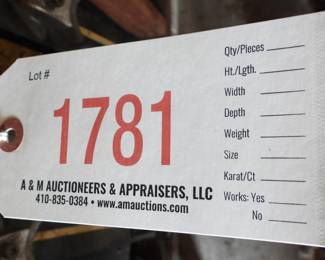 Lot #
1781
A & M AUCTIONEERS & APPRAISERS, LLC
410-835-0384 • www.amauctions.com
Qty/Pieces
Ht./Lgth.
Width
Depth
Weight
Size
Karat/Ct
Works: Yes
No